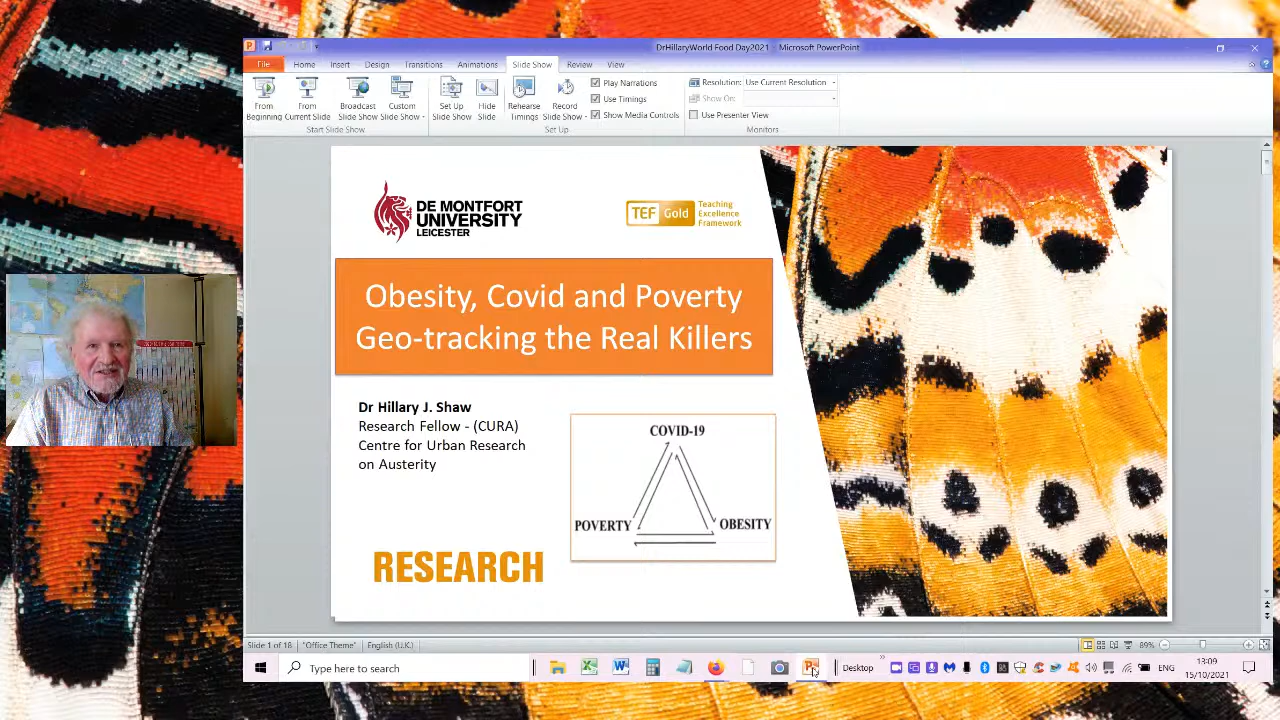 DrHillaryWorkshop 2021 - Microsoft PowerPoint
File Home Insert Design Transitions Animations Slide Show Review View
From Beginning
From Current Slide
Broadcast Slide Show
Custom Slide Show
Start Slide Show
Set Up Slide Show
Hide Slide
Rehearse Timings
Record Slide Show
Play Narrations
Use Timings
Show Media Controls
Set Up
Resolution: Use Current Resolution
Show On:
Use Presenter View
Monitors
DE MONTFORT
UNIVERSITY
LEICESTER
TEF Gold
Teaching
Excellence
Framework
Obesity, Covid and Poverty
Geo-tracking the Real Killers
Dr Hillary J. Shaw
Research Fellow - (CURA)
Centre for Urban Research
on Austerity
COVID-19
POVERTY
OBESITY
RESEARCH
Slide 1 of 18 "Office Theme" English (U.K.)
89%
Type here to search
Desktop
ENG
13:09
15/10/2021